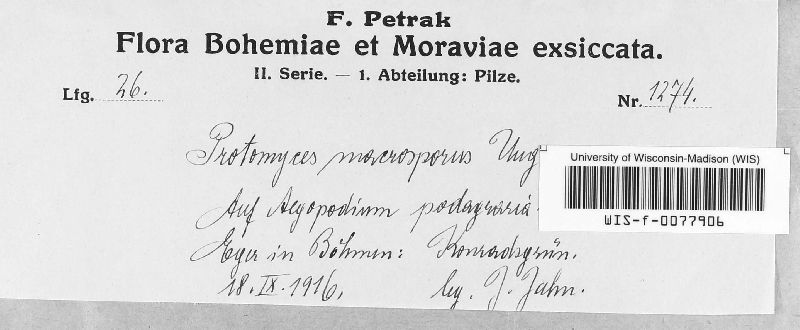 F. Petrak
Flora Bohemiae et Moraviae exsiccata.
II. Serie. — 1. Abteilung: Pilze.
Lfg. 26. Nr. 1274.
Protomyces macrosporus Ung
Auf Aegopodium podagraria
Eger in Böhmen: Konradsgrün.
18. IX. 1916. leg. J. Jahn.
University of Wisconsin-Madison (WIS)
WIS-f-0077906